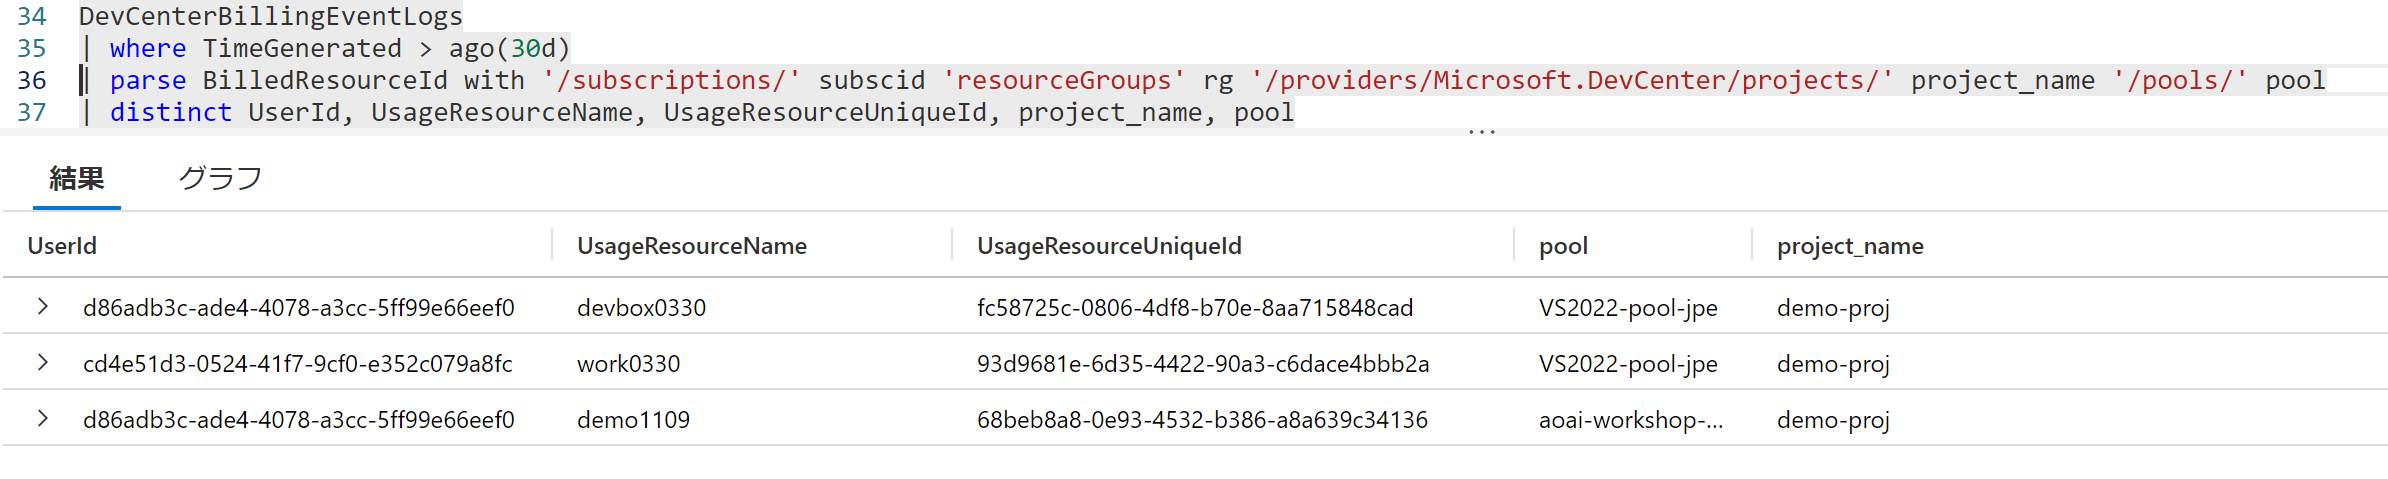 34 DevCenterBillingEventLogs
35 | where TimeGenerated > ago(30d)
36 | parse BilledResourceId with '/subscriptions/' subscid 'resourceGroups' rg '/providers/Microsoft.DevCenter/projects/' project_name '/pools/' pool
37 | distinct UserId, UsageResourceName, UsageResourceUniqueId, project_name, pool
...
結果 グラフ
UserId UsageResourceName UsageResourceUniqueId pool project_name
d86adb3c-ade4-4078-a3cc-5ff99e66eef0 devbox0330 fc58725c-0806-4df8-b70e-8aa715848cad VS2022-pool-jpe demo-proj
cd4e51d3-0524-41f7-9cf0-e352c079a8fc work0330 93d9681e-6d35-4422-90a3-c6dace4bbb2a VS2022-pool-jpe demo-proj
d86adb3c-ade4-4078-a3cc-5ff99e66eef0 demo1109 68beb8a8-0e93-4532-b386-a8a639c34136 aoai-workshop-... demo-proj